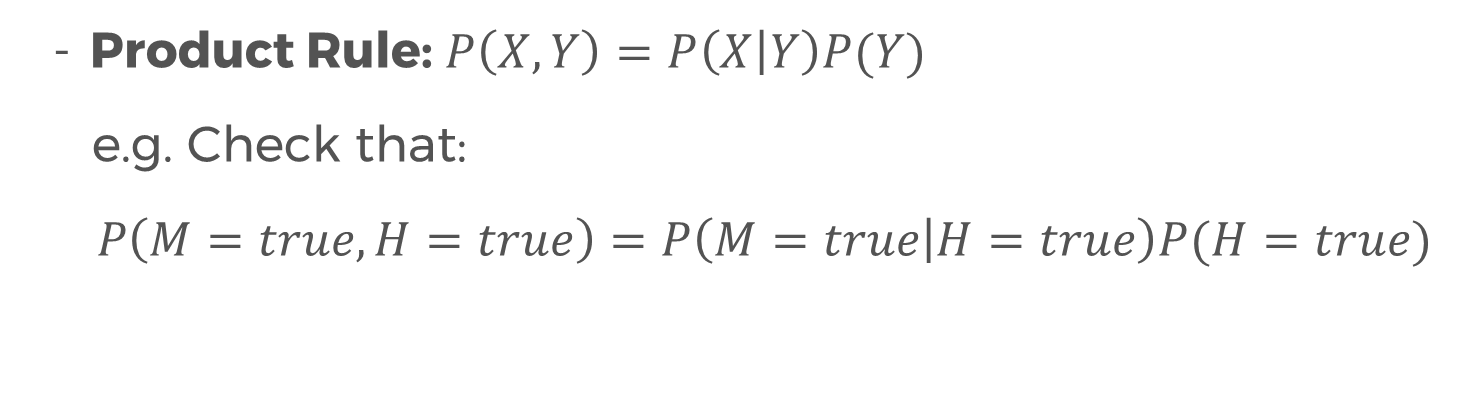 - Product Rule: P(X,Y) = P(X|Y)P(Y)
e.g. Check that:
P(M = true, H = true) = P(M = true|H = true)P(H = true)